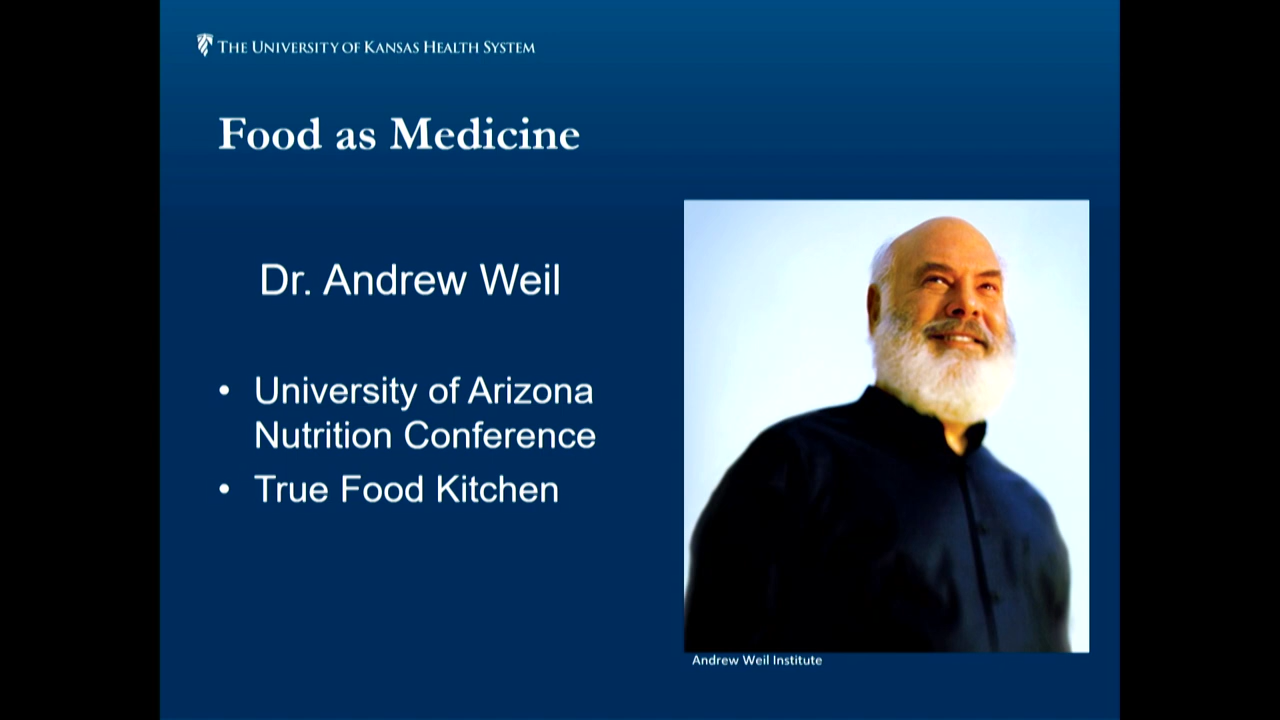 THE UNIVERSITY OF KANSAS HEALTH SYSTEM
Food as Medicine
Dr. Andrew Weil
• University of Arizona
Nutrition Conference
• True Food Kitchen
Andrew Weil Institute